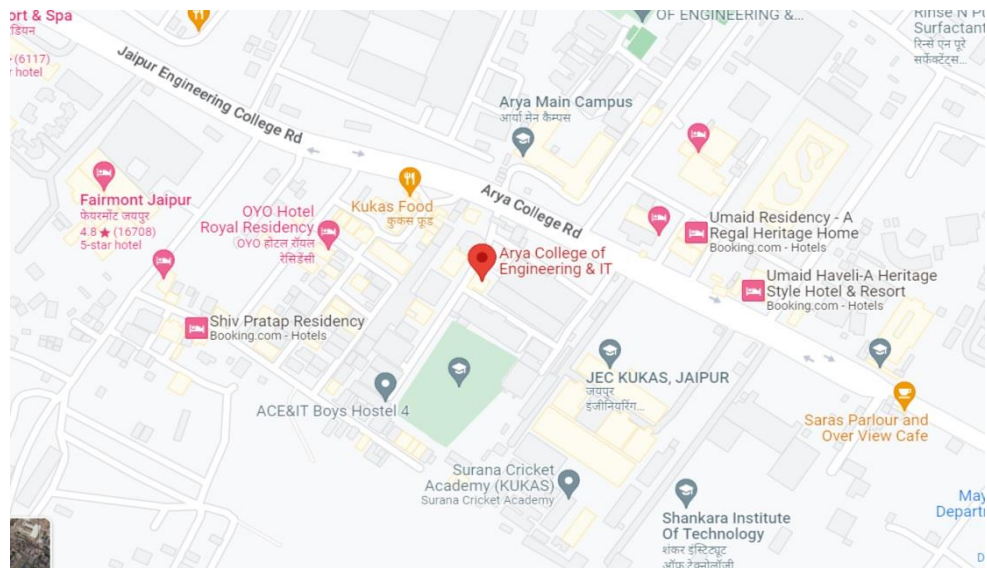 ort & Spa
डियन
(6117)
r hotel
OF ENGINEERING &...
Rinse N Pu
Surfactant
रिन्से एन पूरे
सर्फेक्टेंट्स...
Jaipur Engineering College Rd
Arya Main Campus
आर्या मेन कैम्पस
Fairmont Jaipur
फेयरमोंट जयपुर
4.8 ★ (16708)
5-star hotel
Kukas Food
कुकस फूड
Arya College Rd
OYO Hotel
Royal Residency
OYO होटल रॉयल
रेसिडेंसी
Umaid Residency - A
Regal Heritage Home
Booking.com - Hotels
Arya College of
Engineering & IT
Umaid Haveli-A Heritage
Style Hotel & Resort
Booking.com - Hotels
Shiv Pratap Residency
Booking.com - Hotels
JEC KUKAS, JAIPUR
जयपुर
इंजीनियरिंग...
ACE&IT Boys Hostel 4
Saras Parlour and
Over View Cafe
Surana Cricket
Academy (KUKAS)
Surana Cricket Academy
Shankara Institute
Of Technology
शंकर इंस्टिट्यूट
ऑफ़ टेक्नोलॉजी
May
Departm
D